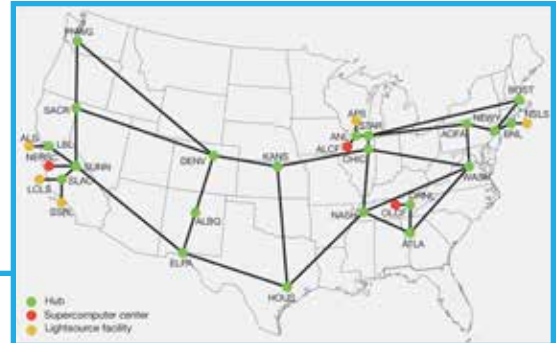 PNWG
BOST
APS
STAR
NEWY
NSLS
SACR
ANL
AOFA
BNL
ALS
LBL
ALCF
CHIC
NERSC
SUNN
DENV
KANS
WASH
SLAC
LCLS
NASH
ORNL
OLCF
SSRL
ALBQ
ATLA
ELPA
HOUS
Hub
Supercomputer center
Lightsource facility